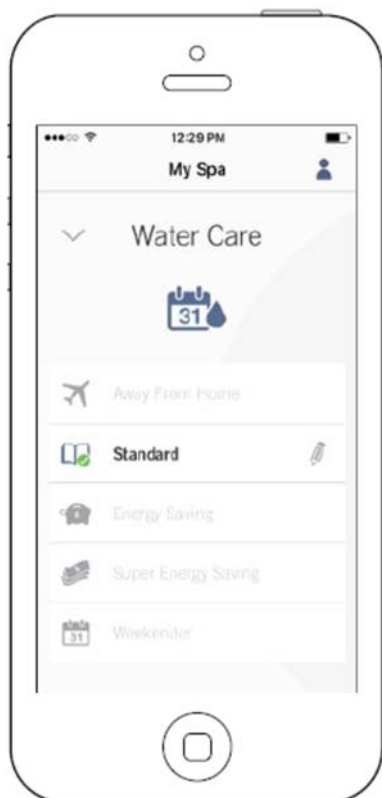 12:29 PM
My Spa
Water Care
31
Away From Home
Standard
Energy Saving
Super Energy Saving
31
Weekender